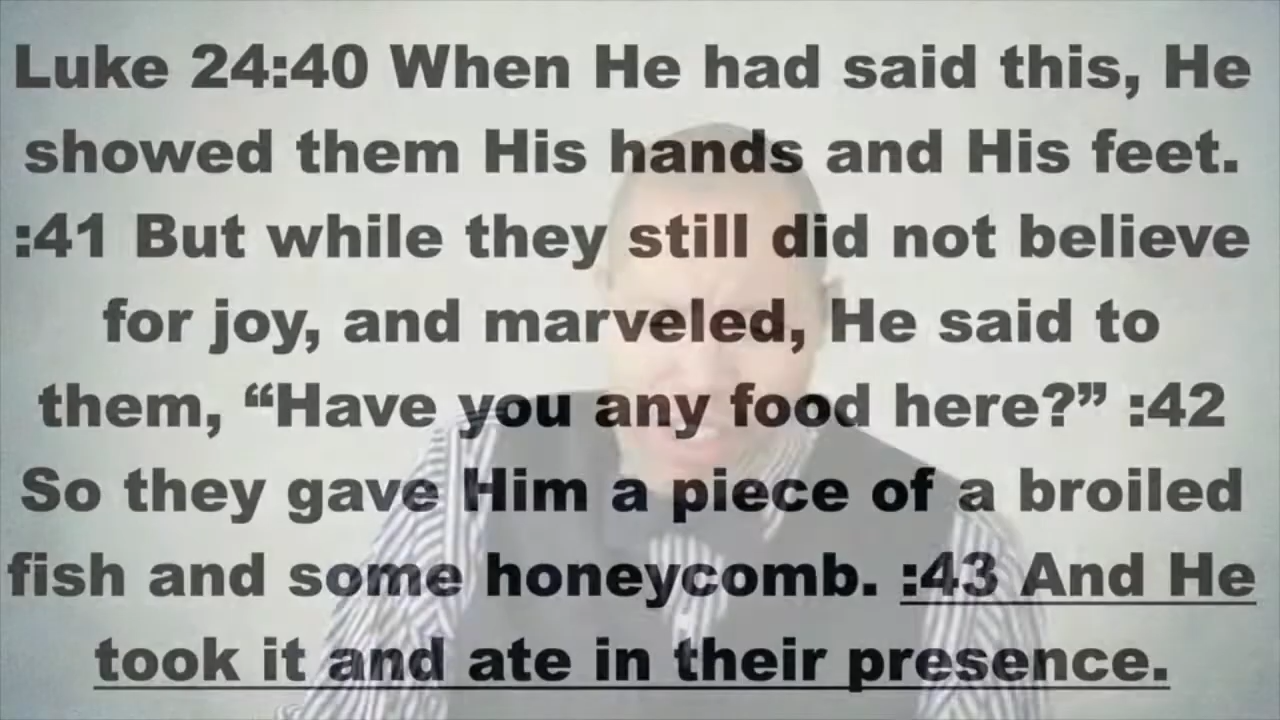 Luke 24:40 When He had said this, He
showed them His hands and His feet.
:41 But while they still did not believe
for joy, and marveled, He said to
them, “Have you any food here?” :42
So they gave Him a piece of a broiled
fish and some honeycomb. :43 And He
took it and ate in their presence.